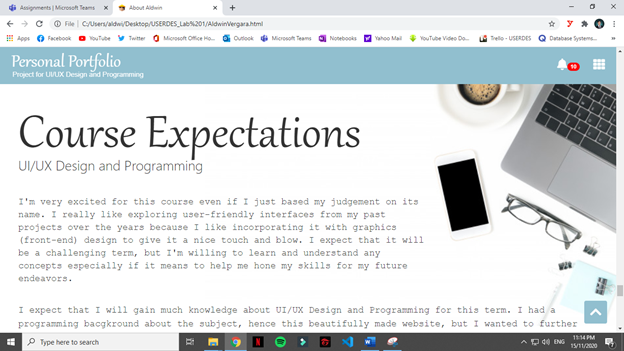 Assignments | Microsoft Teams
About Aldwin
File
C:/Users/aldwi/Desktop/USERDES_Lab%201/AldwinVergara.html
Apps
Facebook
YouTube
Twitter
Microsoft Office Ho...
Outlook
Microsoft Teams
Notebooks
Yahoo Mail
YouTube Video Do...
Trello - USERDES
Database Systems...
»
Personal Portfolio
Project for UI/UX Design and Programming
10
Course Expectations
UI/UX Design and Programming
I'm very excited for this course even if I just based my judgement on its
name. I really like exploring user-friendly interfaces from my past
projects over the years because I like incorporating it with graphics
(front-end) design to give it a nice touch and blow. I expect that it will
be a challenging term, but I'm willing to learn and understand any
concepts especially if it means to help me hone my skills for my future
endeavors.
I expect that I will gain much knowledge about UI/UX Design and Programming for this term. I had a
programming background about the subject, hence this beautifully made website, but I wanted to further
Type here to search
ENG
11:14 PM
15/11/2020